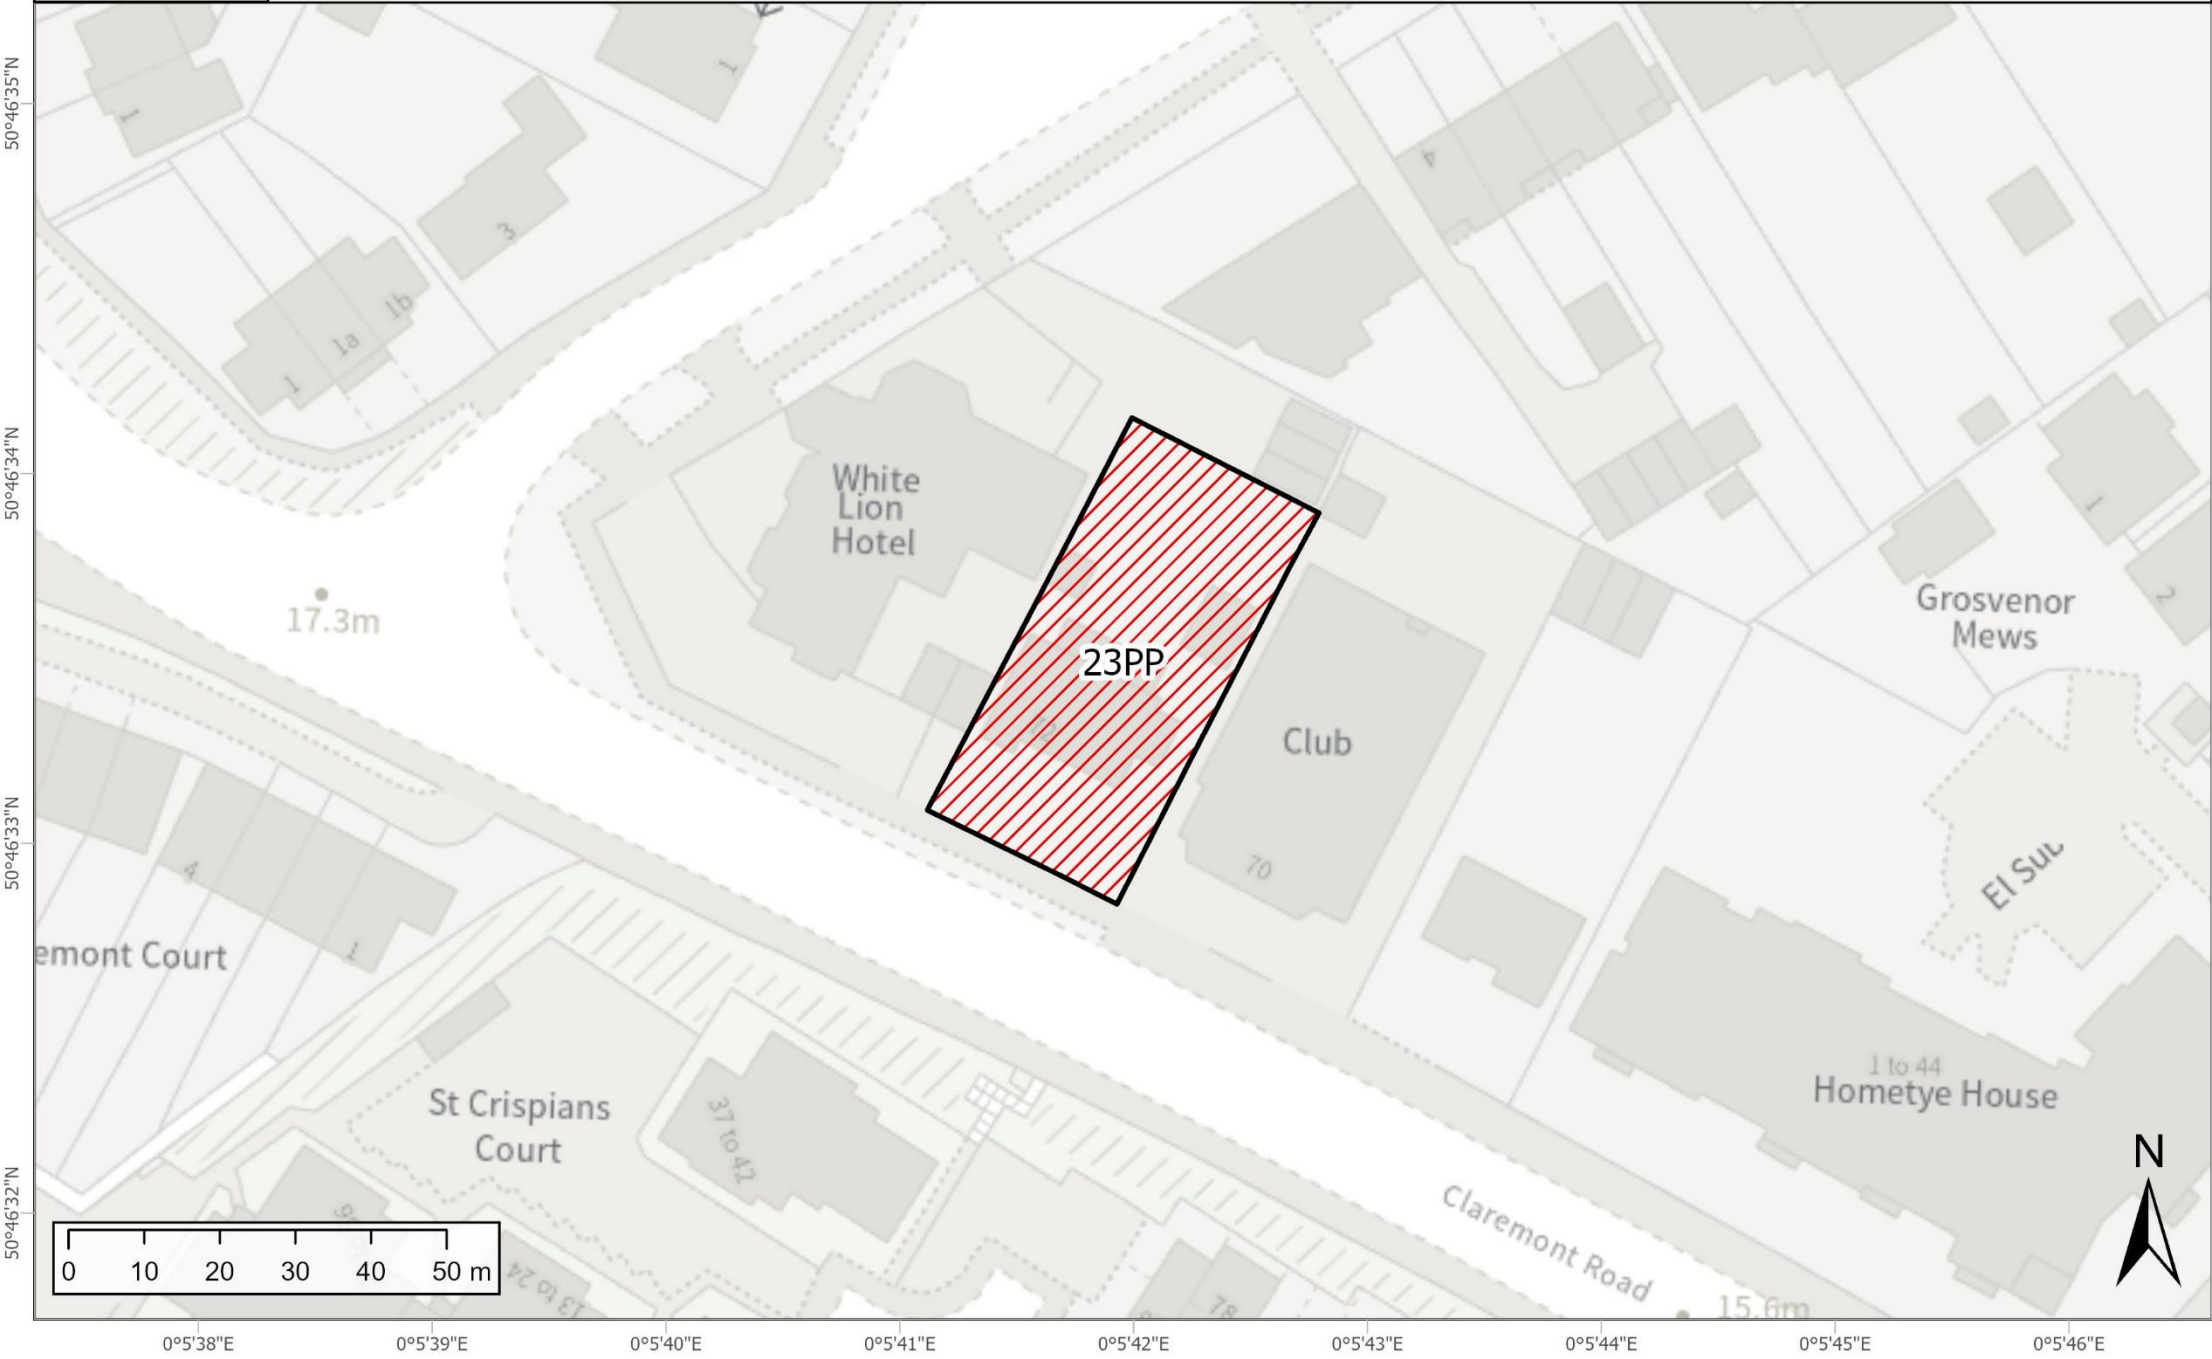 50°46'35"N
50°46'34"N
50°46'33"N
50°46'32"N
1
1
3
4
1b
1a
1
White
Lion
Hotel
17.3m
23PP
Club
70
Grosvenor
Mews
1
2
4
1
emont Court
St Crispians
Court
37 to 42
13 to 24
78
El Sub
1 to 44
Hometye House
Claremont Road
15.6m
N
0 10 20 30 40 50 m
0°5'38"E 0°5'39"E 0°5'40"E 0°5'41"E 0°5'42"E 0°5'43"E 0°5'44"E 0°5'45"E 0°5'46"E